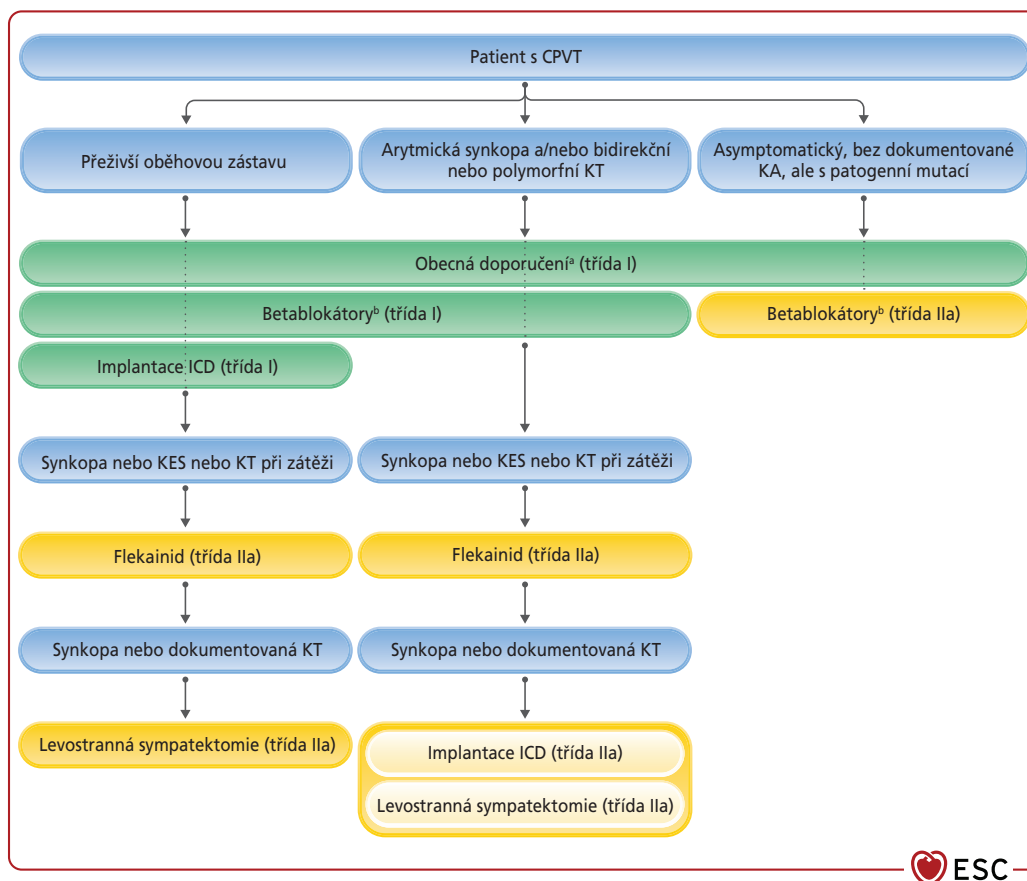 Patient s CPVT
Přeživší oběhovou zástavu
Arytmická synkopa a/nebo bidirekční
nebo polymorfní KT
Asymptomatický, bez dokumentované
KA, ale s patogenní mutací
Obecná doporučeníᵃ (třída I)
Betablokátoryᵇ (třída I)
Betablokátoryᵇ (třída IIa)
Implantace ICD (třída I)
Synkopa nebo KES nebo KT při zátěži
Synkopa nebo KES nebo KT při zátěži
Flekainid (třída IIa)
Flekainid (třída IIa)
Synkopa nebo dokumentovaná KT
Synkopa nebo dokumentovaná KT
Levostranná sympatektomie (třída IIa)
Implantace ICD (třída IIa)
Levostranná sympatektomie (třída IIa)
ESC